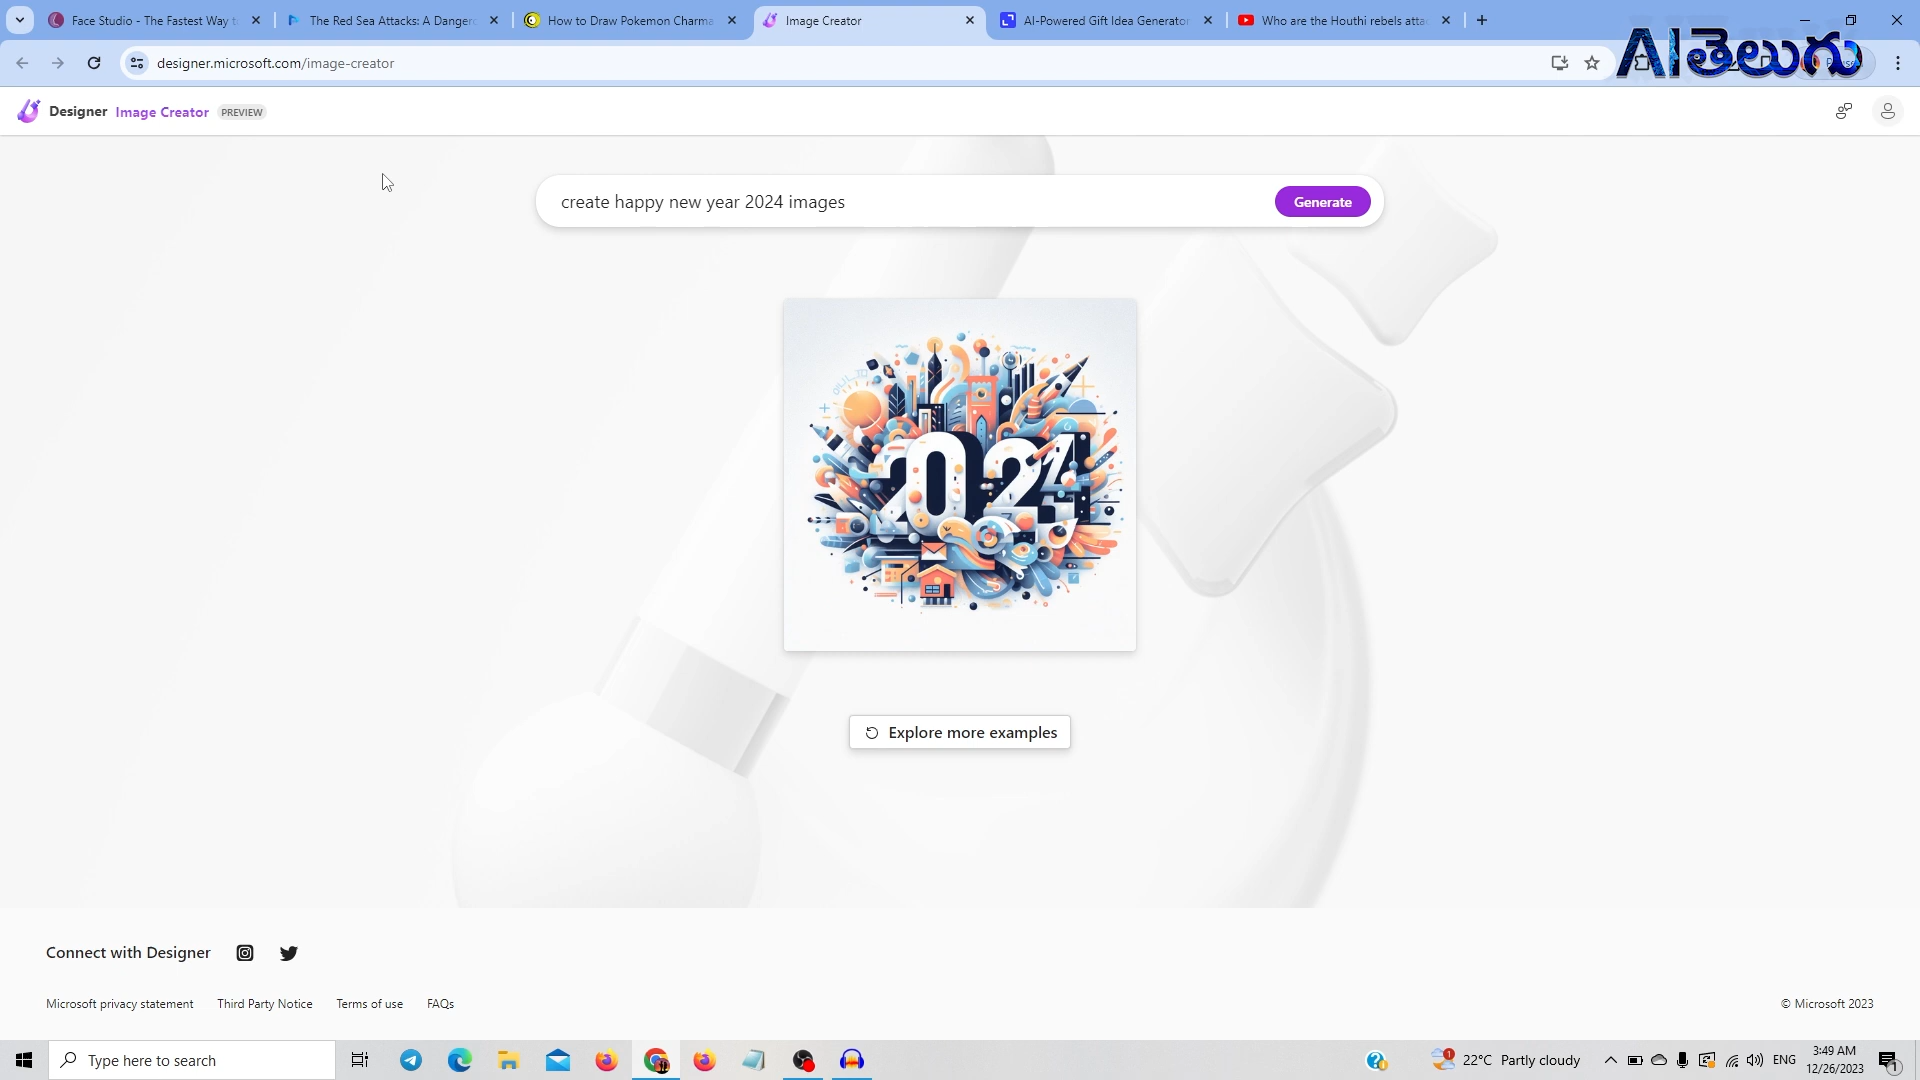 Face Studio - The Fastest Way t
The Red Sea Attacks: A Dangero
How to Draw Pokemon Charma
Image Creator
AI-Powered Gift Idea Generator
Who are the Houthi rebels atta
AIతెలుగు
designer.microsoft.com/image-creator
Designer Image Creator PREVIEW
create happy new year 2024 images
Generate
2024
Explore more examples
Connect with Designer
Microsoft privacy statement
Third Party Notice
Terms of use
FAQs
© Microsoft 2023
Type here to search
22°C Partly cloudy
ENG
3:49 AM
12/26/2023